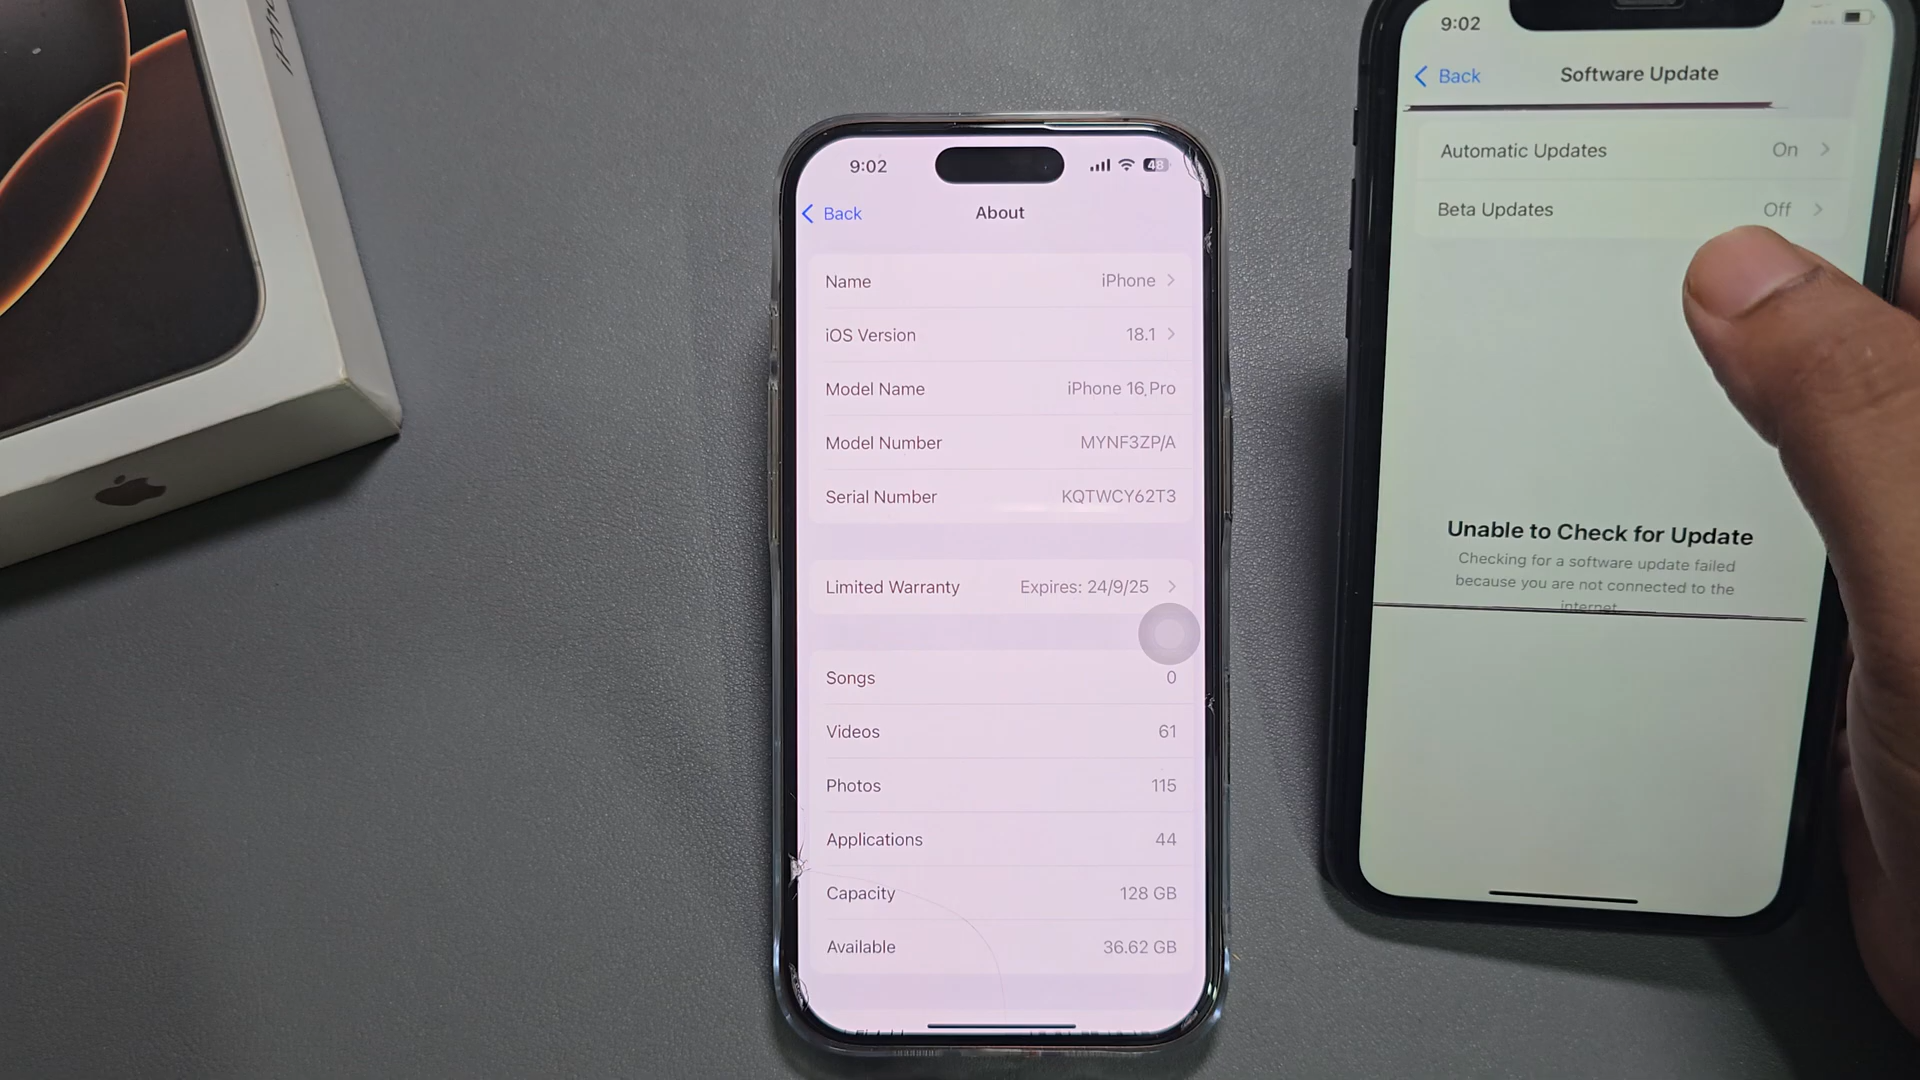 iPho
9:02
48
Back
About
Name
iPhone
iOS Version
18.1
Model Name
iPhone 16 Pro
Model Number
MYNF3ZP/A
Serial Number
KQTWCY62T3
Limited Warranty
Expires: 24/9/25
Songs
0
Videos
61
Photos
115
Applications
44
Capacity
128 GB
Available
36.62 GB
9:02
Back
Software Update
Automatic Updates
On
Beta Updates
Off
Unable to Check for Update
Checking for a software update failed
because you are not connected to the
internet